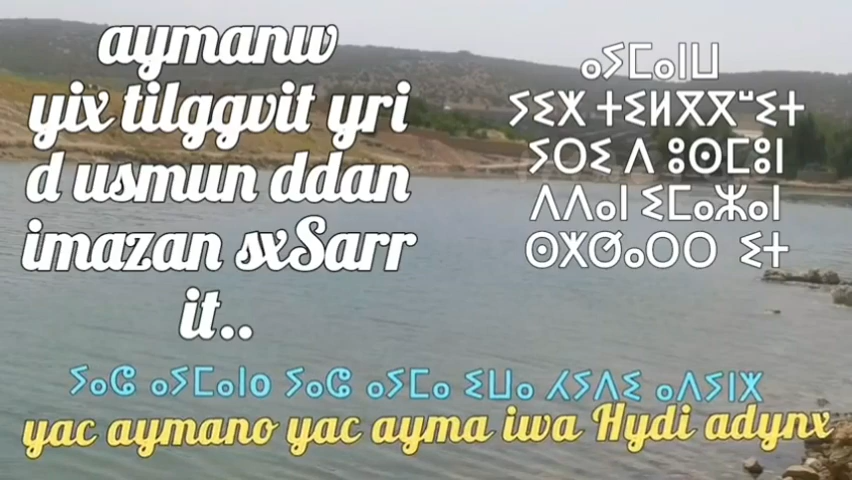 aymanw
yix tilggvit yri
d usmun ddan
imazan sxSarr
it..
ⴰⵢⵎⴰⵏⵡ
ⵢⵉⵅ ⵜⵉⵍⴳⴳⵯⵉⵜ
ⵢⵔⵉ ⴷ ⵓⵙⵎⵓⵏ
ⴷⴷⴰⵏ ⵉⵎⴰⵣⴰⵏ
ⵙⵅⵚⴰⵔⵔ ⵉⵜ
ⵢⴰⵛ ⴰⵢⵎⴰⵏo ⵢⴰⵛ ⴰⵢⵎⴰ ⵉⵡⴰ ⵃⵢⴷⵉ ⴰⴷⵢⵏⵅ
yac aymano yac ayma iwa Hydi adynx